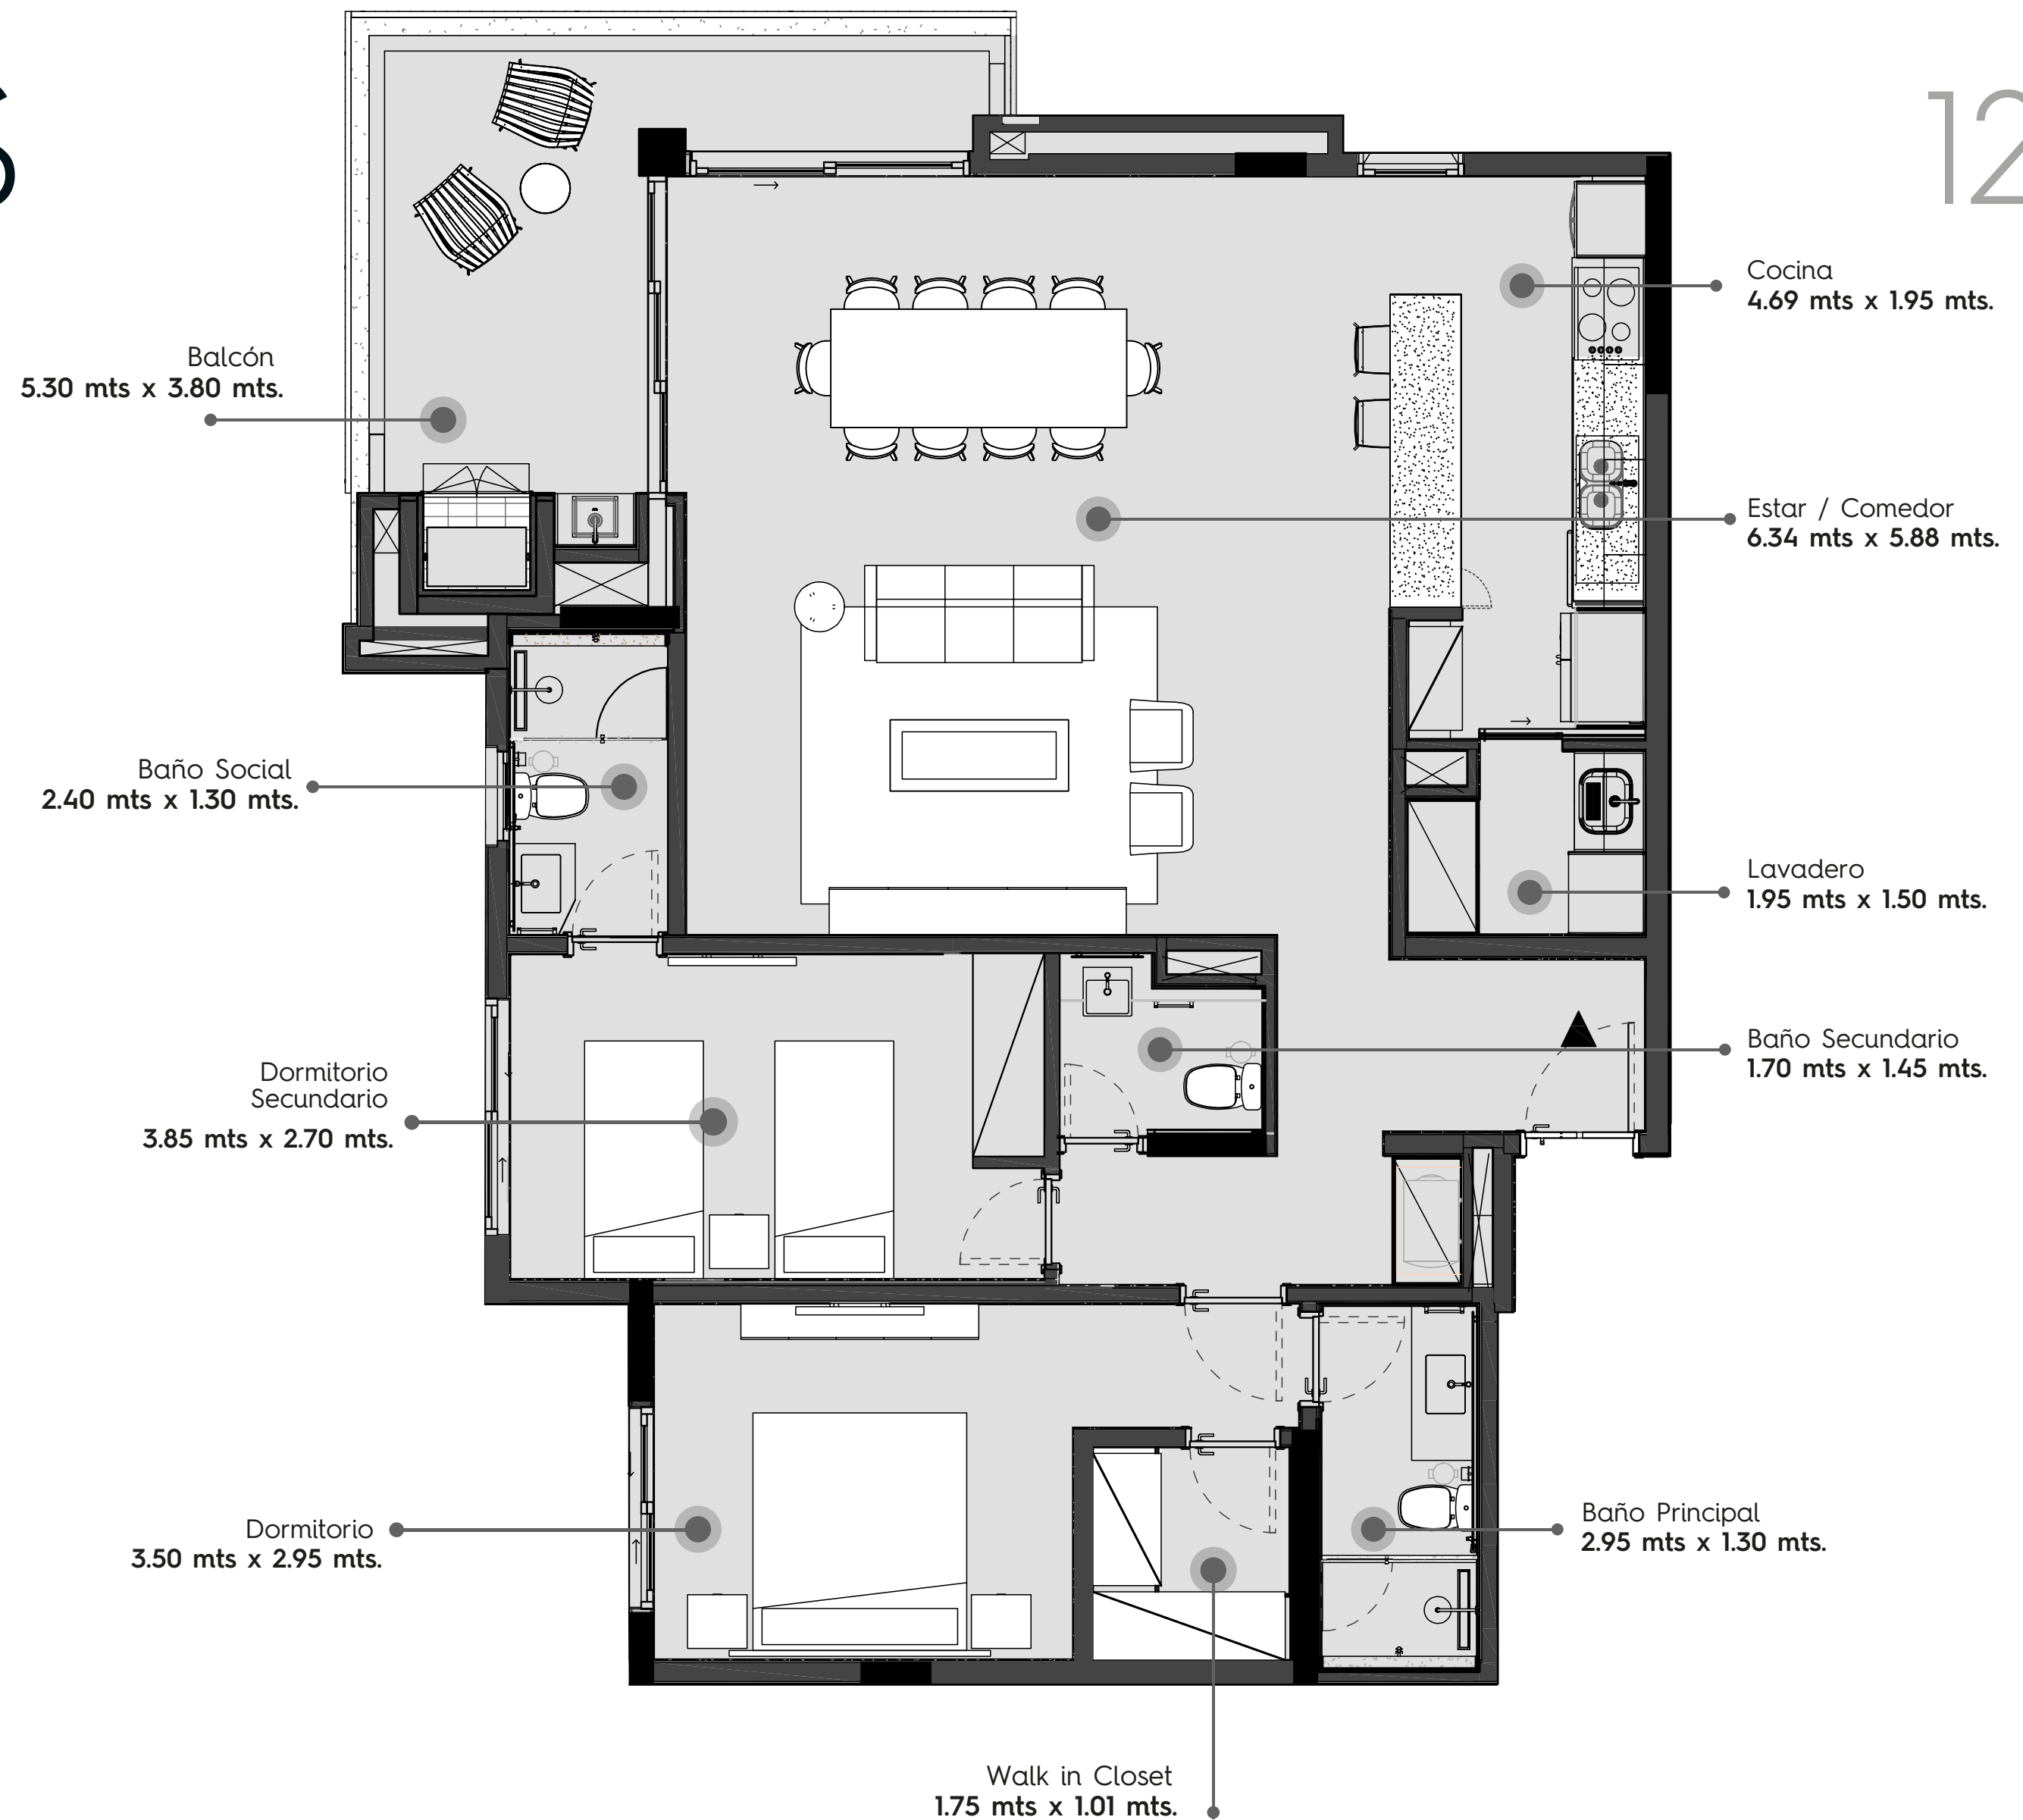 12
Cocina
4.69 mts x 1.95 mts.
Balcón
5.30 mts x 3.80 mts.
Estar / Comedor
6.34 mts x 5.88 mts.
Baño Social
2.40 mts x 1.30 mts.
Lavadero
1.95 mts x 1.50 mts.
Baño Secundario
1.70 mts x 1.45 mts.
Dormitorio
Secundario
3.85 mts x 2.70 mts.
Dormitorio
3.50 mts x 2.95 mts.
Baño Principal
2.95 mts x 1.30 mts.
Walk in Closet
1.75 mts x 1.01 mts.